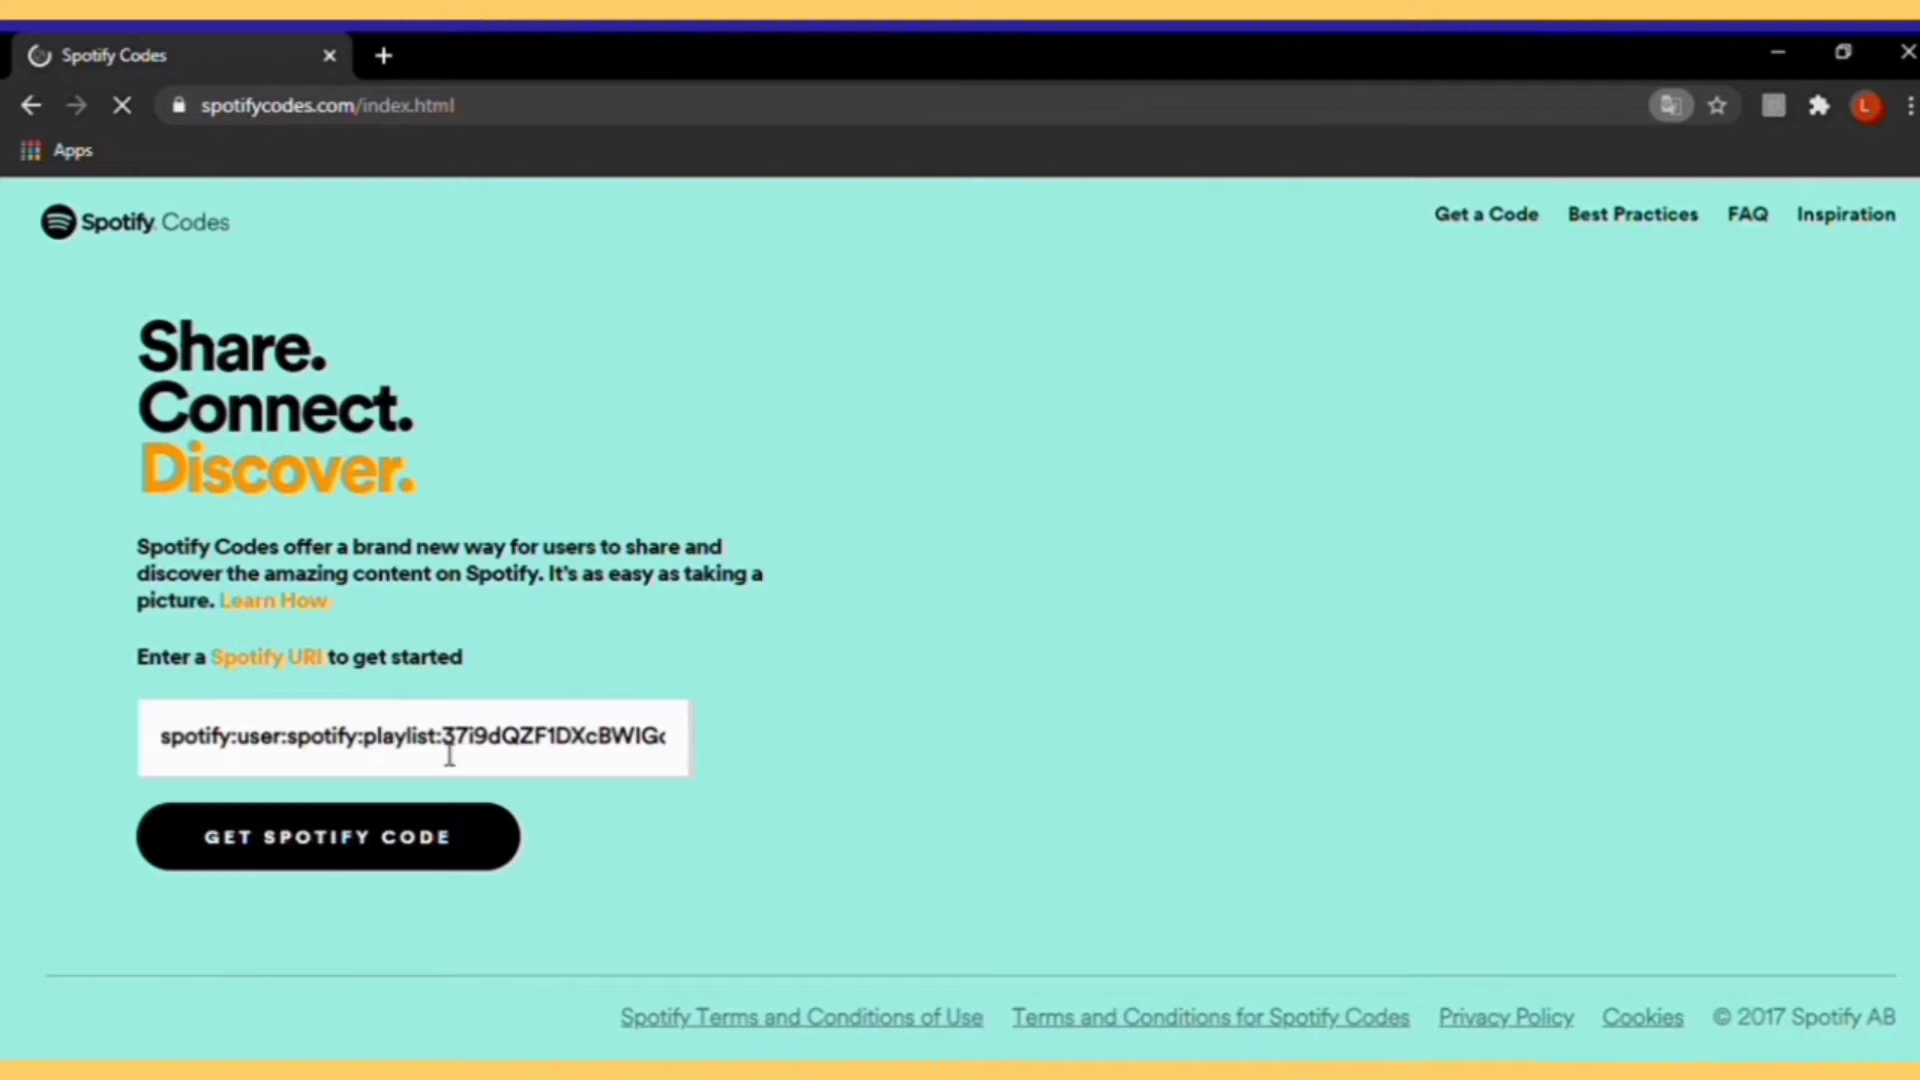 Spotify Codes
spotifycodes.com/index.html
L
Apps
Spotify Codes
Get a Code Best Practices FAQ Inspiration
Share.
Connect.
Discover.
Spotify Codes offer a brand new way for users to share and
discover the amazing content on Spotify. It's as easy as taking a
picture. Learn How
Enter a Spotify URI to get started
spotify:user:spotify:playlist:37i9dQZF1DXcBWIGc
GET SPOTIFY CODE
Spotify Terms and Conditions of Use Terms and Conditions for Spotify Codes Privacy Policy Cookies © 2017 Spotify AB